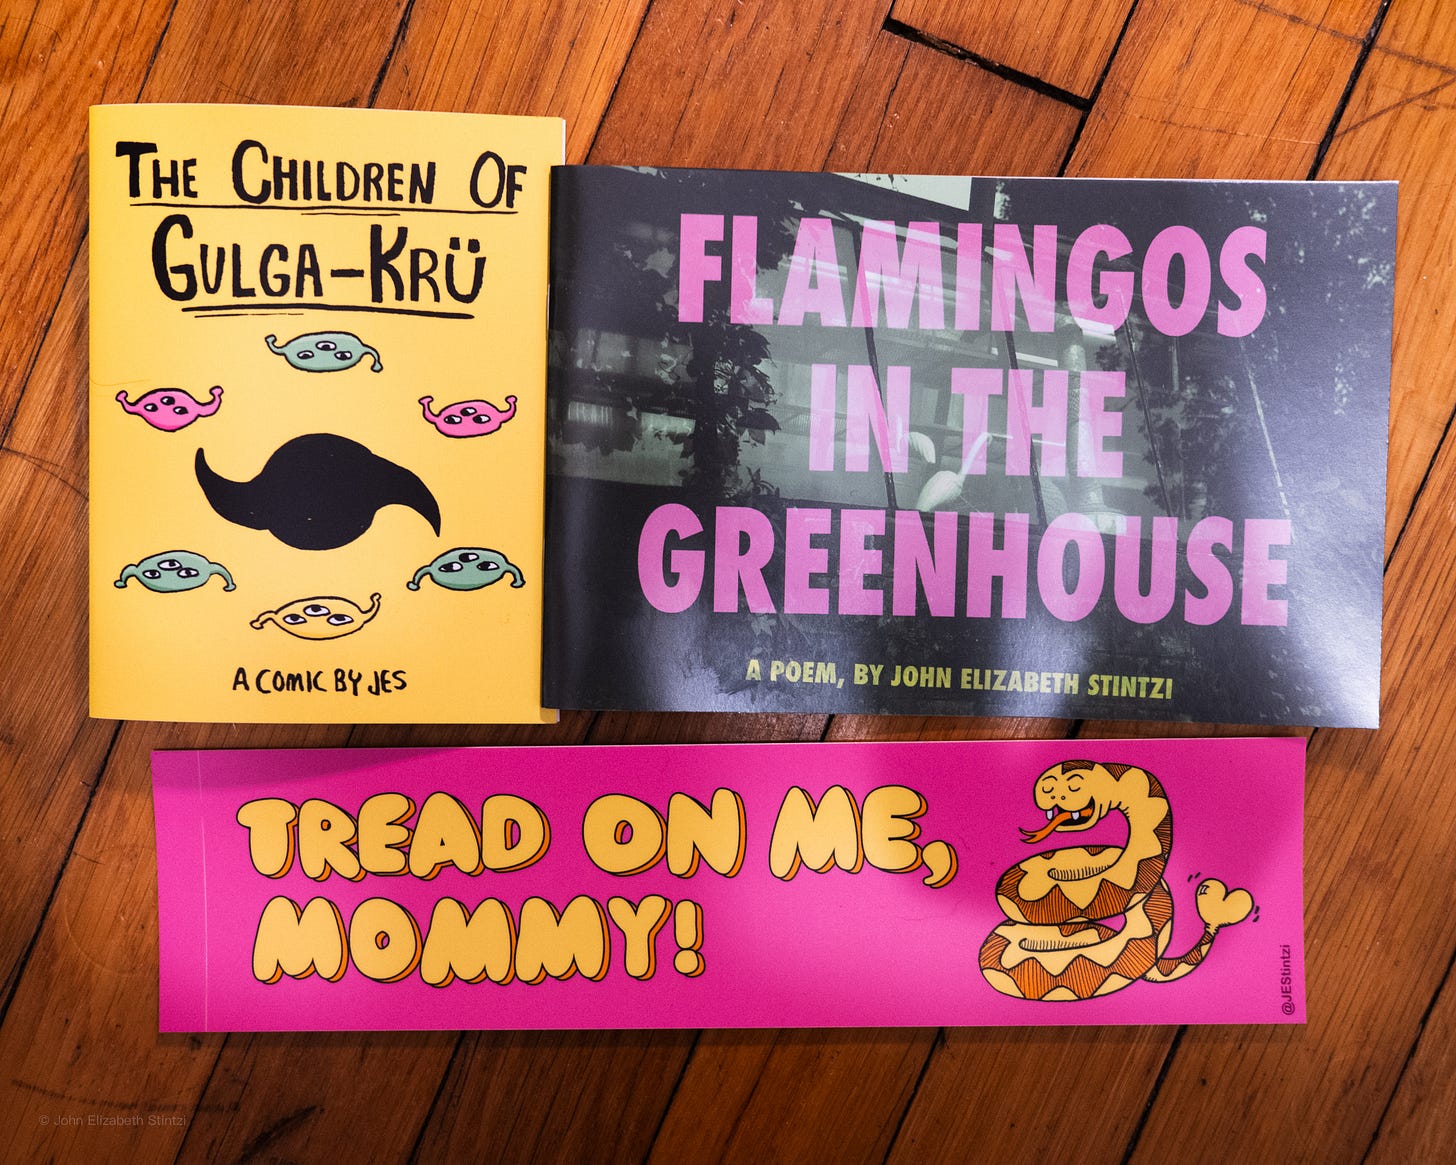 THE CHILDREN OF
GULGA-KRÜ
A COMIC BY JES
FLAMINGOS
IN THE
GREENHOUSE
A POEM, BY JOHN ELIZABETH STINTZI
TREAD ON ME,
MOMMY!
@JEStintzi
© John Elizabeth Stintzi